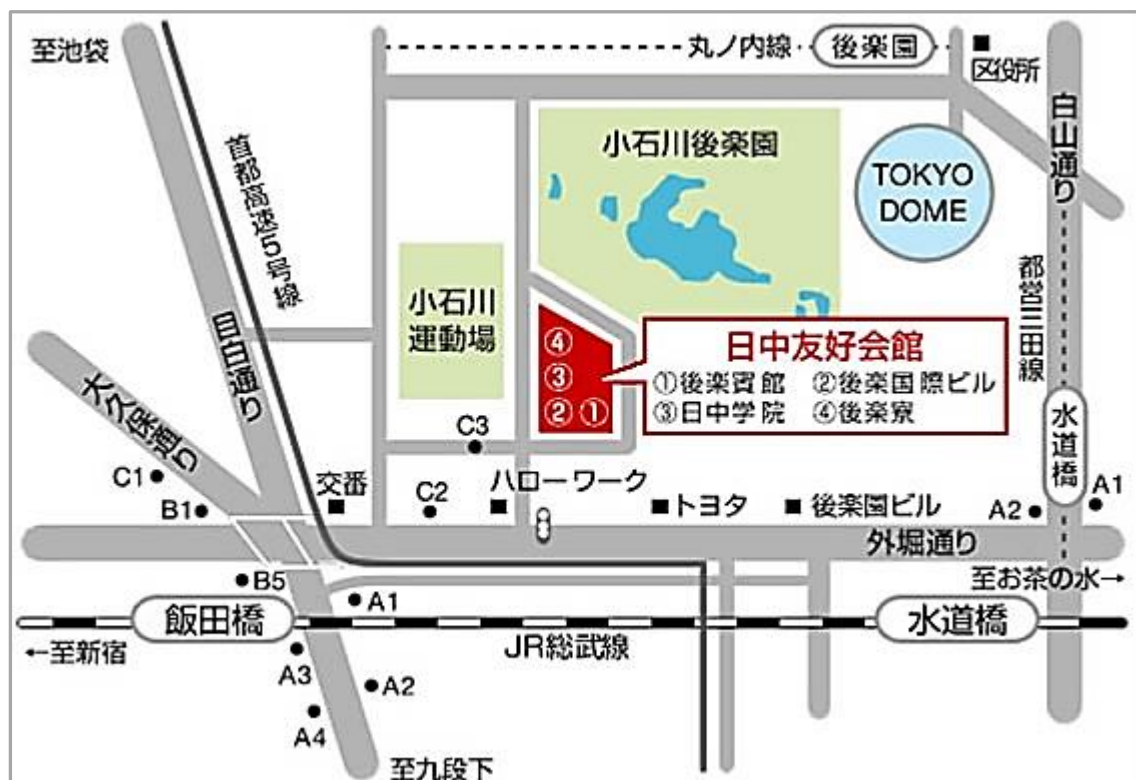 至池袋
丸ノ内線
後楽園
区役所
白山通り
首都高速5号線
小石川後楽園
TOKYO
DOME
目白通り
小石川
運動場
都営三田線
大久保通り
日中友好会館
①後楽賓館 ②後楽国際ビル
③日中学院 ④後楽寮
④
③
② ①
水道橋
C3
C1
B1
交番
C2
ハローワーク
トヨタ
後楽園ビル
A2
A1
外堀通り
B5
A1
至お茶の水→
飯田橋
水道橋
←至新宿
JR総武線
A3
A2
A4
至九段下